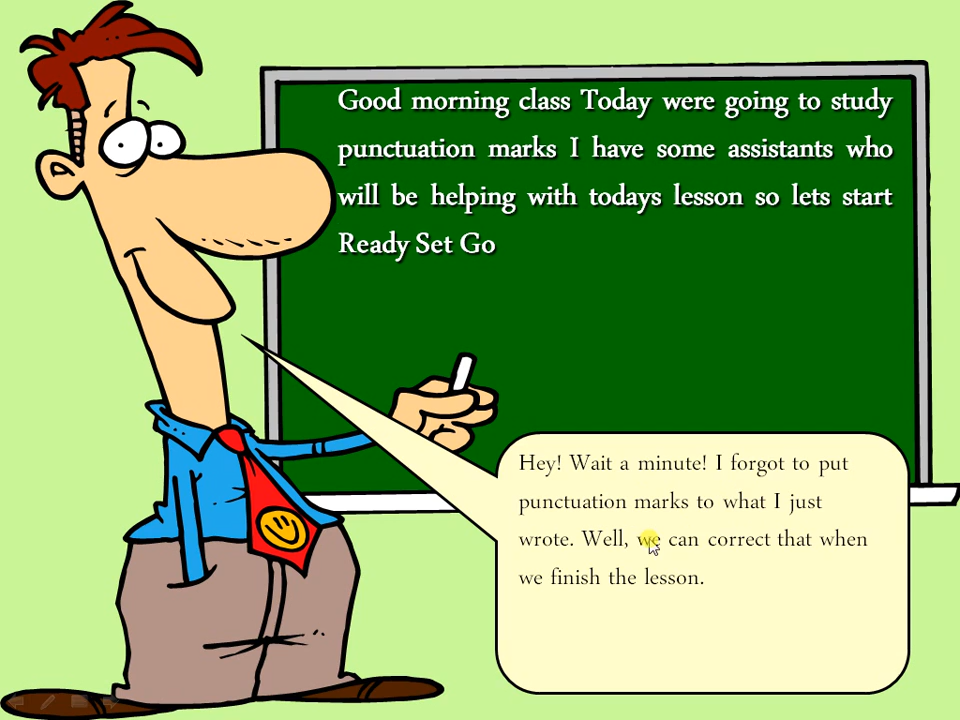 Good morning class Today were going to study
punctuation marks I have some assistants who
will be helping with todays lesson so lets start
Ready Set Go
Hey! Wait a minute! I forgot to put
punctuation marks to what I just
wrote. Well, we can correct that when
we finish the lesson.